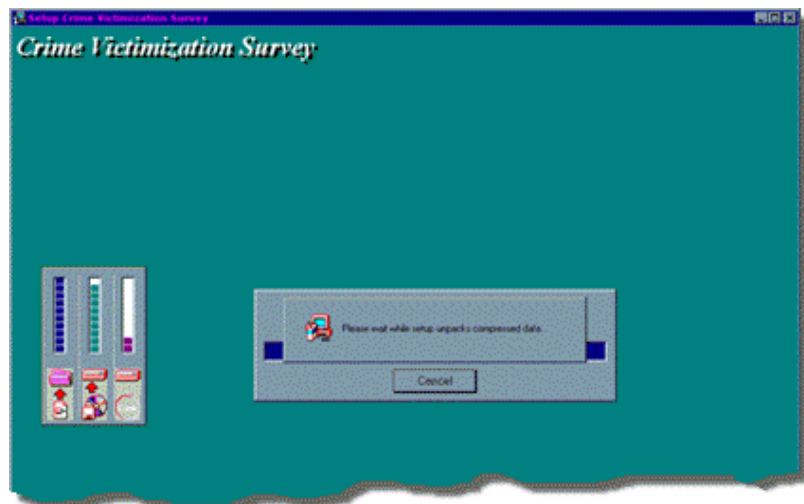 Setup Crime Victimization Survey
Crime Victimization Survey
Please wait while setup unpacks compressed data.
Cancel